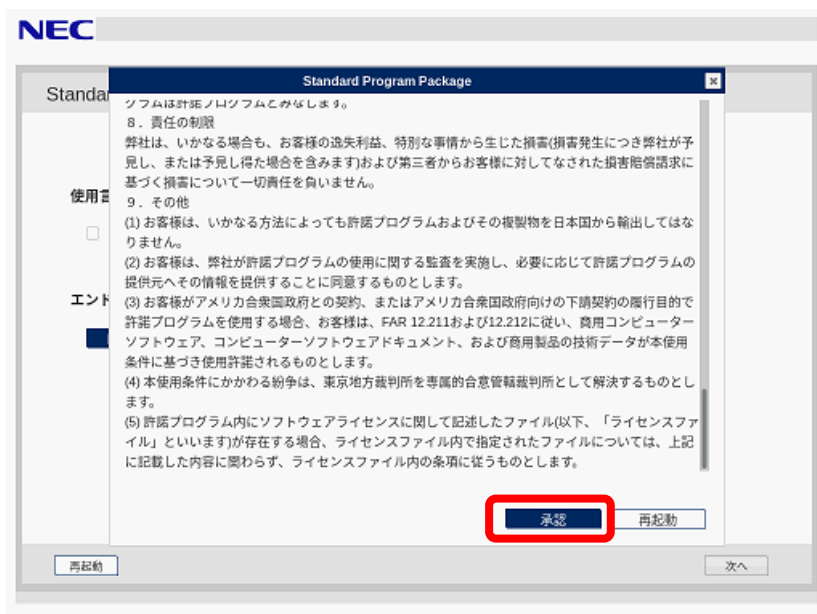 NEC
Standard Program Package
Standar
グラムは許諾プログラムとみなします。
8．責任の制限
弊社は、いかなる場合も、お客様の逸失利益、特別な事情から生じた損害(損害発生につき弊社が予
見し、または予見し得た場合を含みます)および第三者からお客様に対してなされた損害賠償請求に
基づく損害について一切責任を負いません。
9．その他
使用言
(1) お客様は、いかなる方法によっても許諾プログラムおよびその複製物を日本国から輸出してはな
りません。
(2) お客様は、弊社が許諾プログラムの使用に関する監査を実施し、必要に応じて許諾プログラムの
提供元へその情報を提供することに同意するものとします。
エンド
(3) お客様がアメリカ合衆国政府との契約、またはアメリカ合衆国政府向けの下請契約の履行目的で
許諾プログラムを使用する場合、お客様は、FAR 12.211および12.212に従い、商用コンピューター
ソフトウェア、コンピューターソフトウェアドキュメント、および商用製品の技術データが本使用
条件に基づき使用許諾されるものとします。
(4) 本使用条件にかかわる紛争は、東京地方裁判所を専属的合意管轄裁判所として解決するものとし
ます。
(5) 許諾プログラム内にソフトウェアライセンスに関して記述したファイル(以下、「ライセンスファ
イル」といいます)が存在する場合、ライセンスファイル内で指定されたファイルについては、上記
に記載した内容に関わらず、ライセンスファイル内の条項に従うものとします。
承認
再起動
再起動
次へ